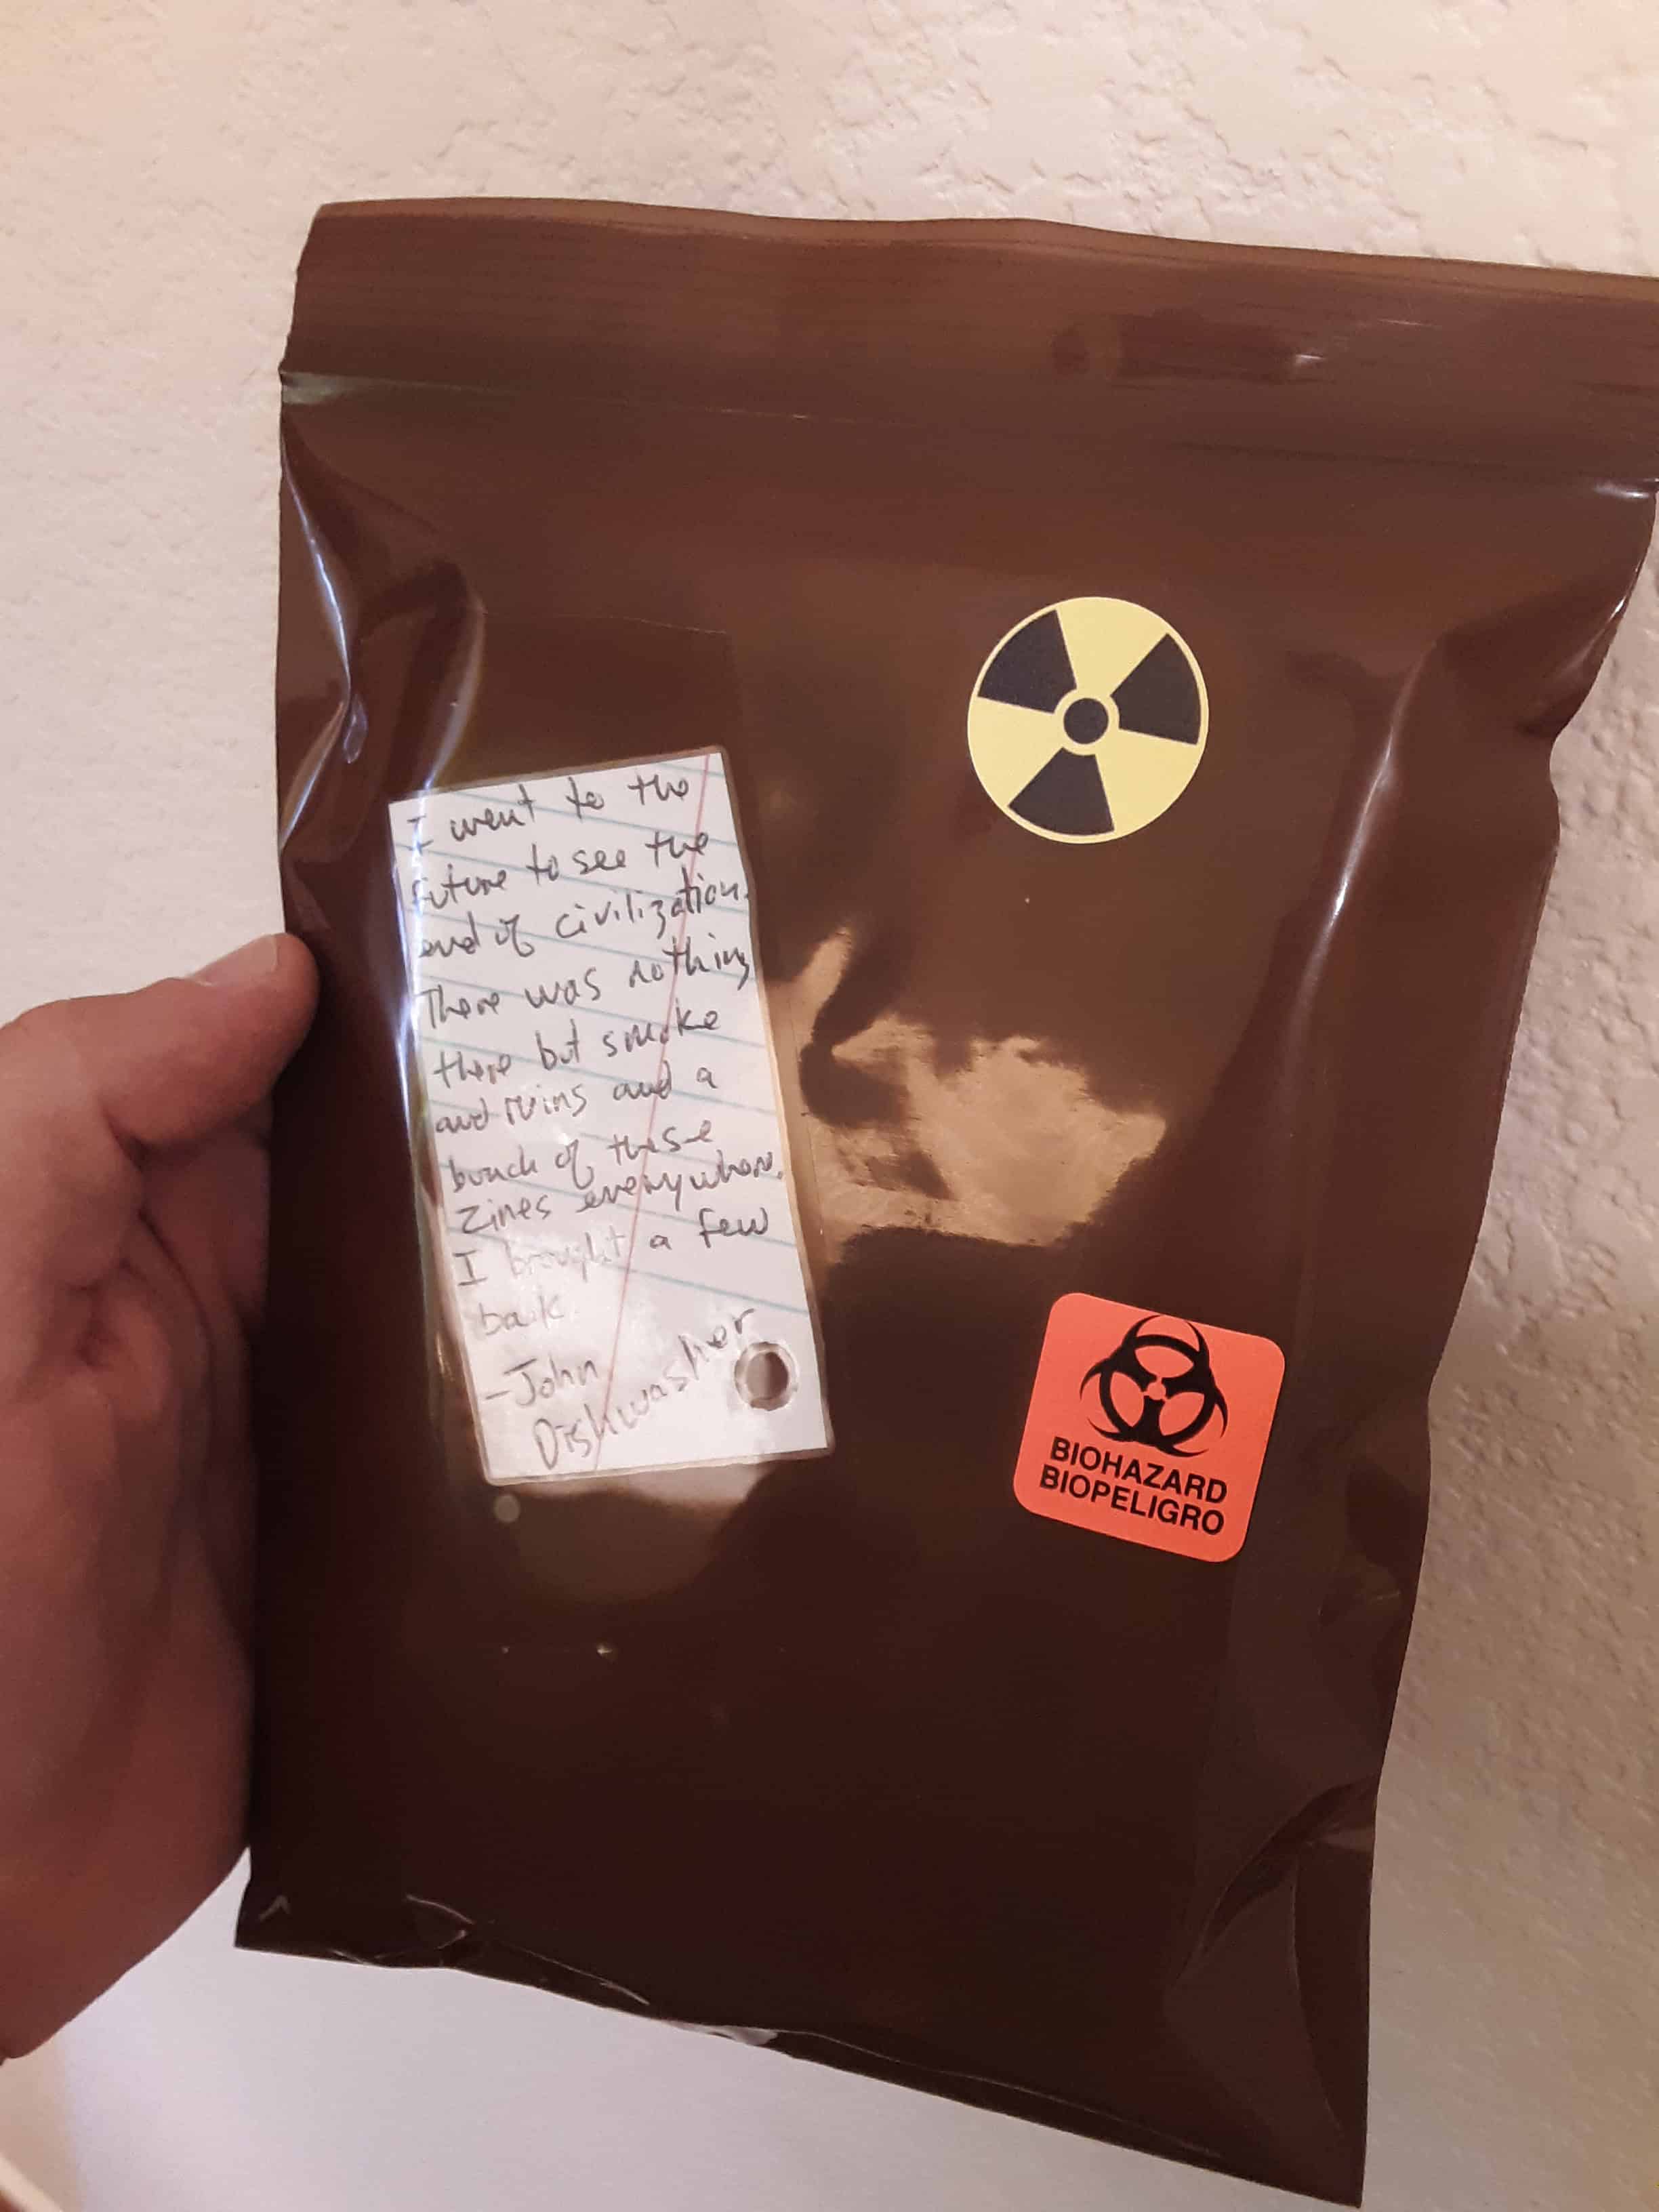 I went to the
future to see the
end of civilization.
There was nothing
there but smoke
and ruins and a
bunch of these
zines everywhere.
I brought a few
back.
-John
Dishwasher
BIOHAZARD
BIOPELIGRO